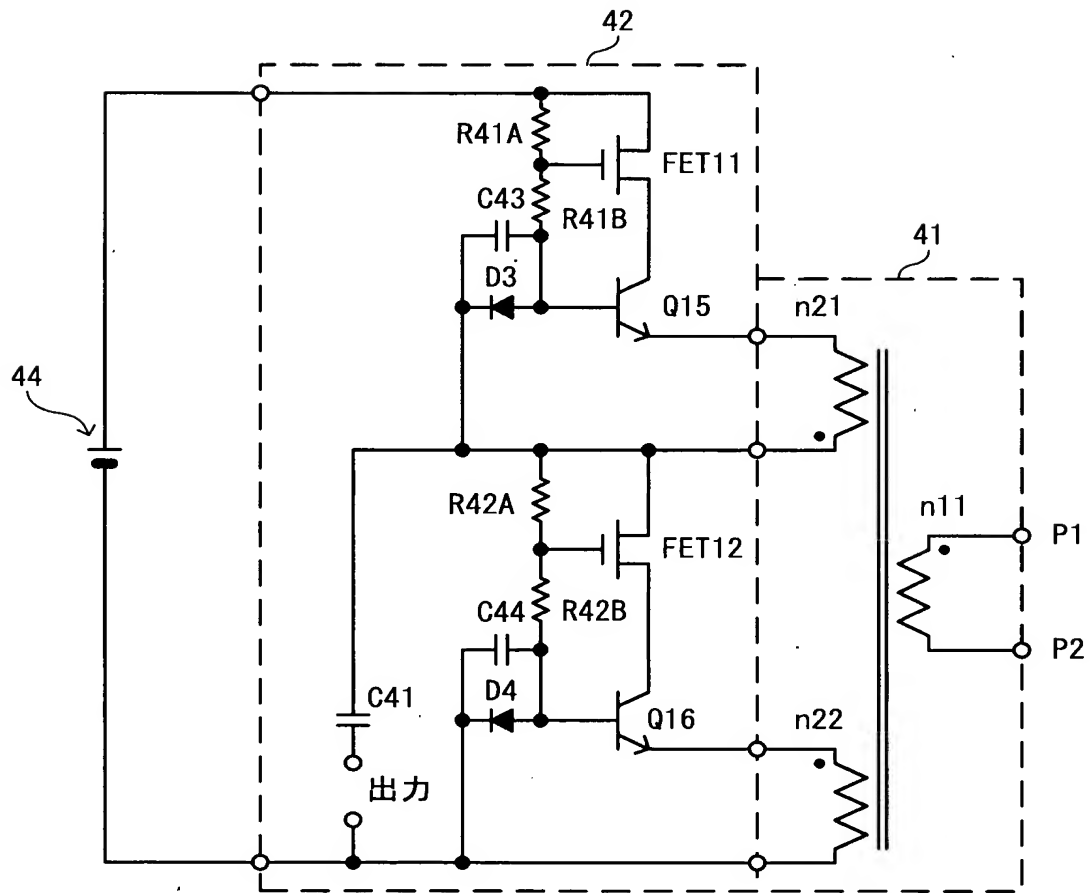 42
R41A
FET11
C43
R41B
41
D3
Q15
n21
44
R42A
n11
FET12
P1
C44
R42B
P2
D4
C41
Q16
n22
出力